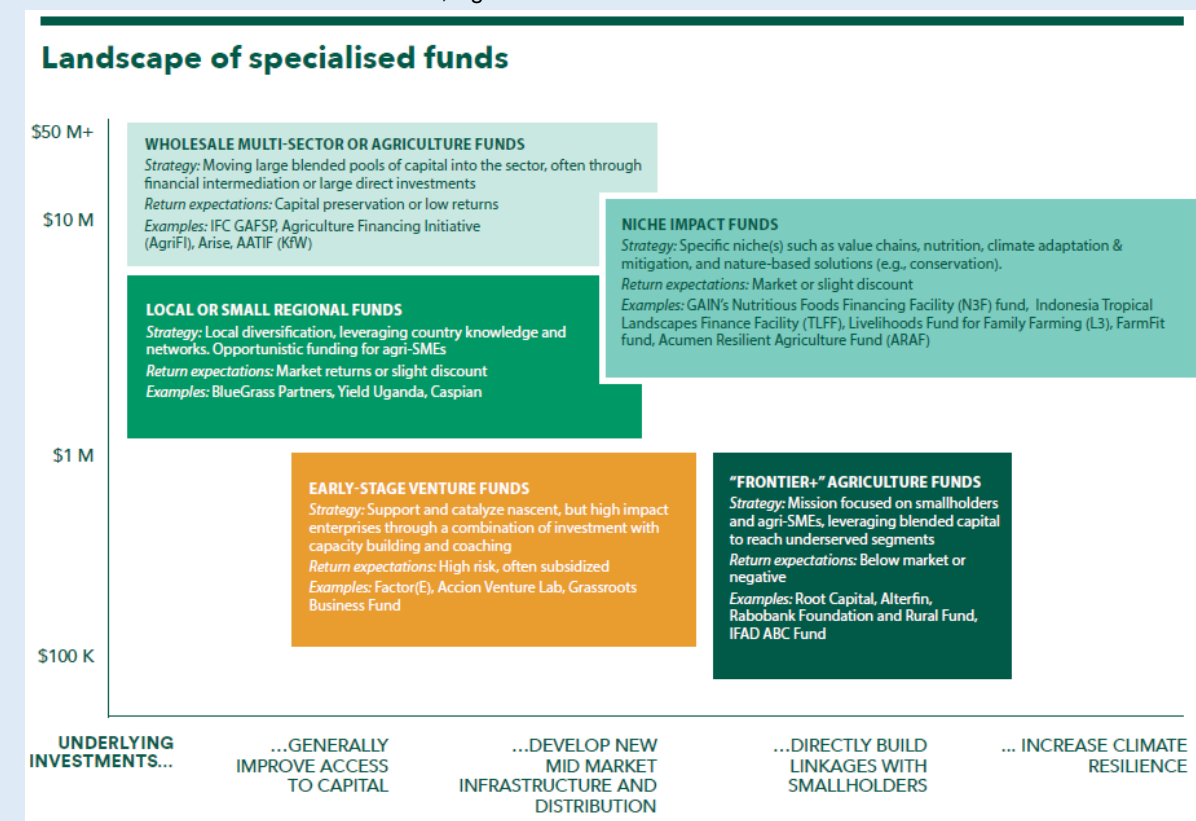 Landscape of specialised funds
$50 M+
$10 M
$1 M
$100 K
WHOLESALE MULTI-SECTOR OR AGRICULTURE FUNDS
Strategy: Moving large blended pools of capital into the sector, often through
financial intermediation or large direct investments
Return expectations: Capital preservation or low returns
Examples: IFC GAFSP, Agriculture Financing Initiative
(AgriFI), Arise, AATIF (KfW)
NICHE IMPACT FUNDS
Strategy: Specific niche(s) such as value chains, nutrition, climate adaptation &
mitigation, and nature-based solutions (e.g., conservation).
Return expectations: Market or slight discount
Examples: GAIN's Nutritious Foods Financing Facility (N3F) fund, Indonesia Tropical
Landscapes Finance Facility (TLFF), Livelihoods Fund for Family Farming (L3), FarmFit
fund, Acumen Resilient Agriculture Fund (ARAF)
LOCAL OR SMALL REGIONAL FUNDS
Strategy: Local diversification, leveraging country knowledge and
networks. Opportunistic funding for agri-SMEs
Return expectations: Market returns or slight discount
Examples: BlueGrass Partners, Yield Uganda, Caspian
EARLY-STAGE VENTURE FUNDS
Strategy: Support and catalyze nascent, but high impact
enterprises through a combination of investment with
capacity building and coaching
Return expectations: High risk, often subsidized
Examples: Factor(E), Accion Venture Lab, Grassroots
Business Fund
"FRONTIER+" AGRICULTURE FUNDS
Strategy: Mission focused on smallholders
and agri-SMEs, leveraging blended capital
to reach underserved segments
Return expectations: Below market or
negative
Examples: Root Capital, Alterfin,
Rabobank Foundation and Rural Fund,
IFAD ABC Fund
UNDERLYING
INVESTMENTS...
...GENERALLY
IMPROVE ACCESS
TO CAPITAL
...DEVELOP NEW
MID MARKET
INFRASTRUCTURE AND
DISTRIBUTION
...DIRECTLY BUILD
LINKAGES WITH
SMALLHOLDERS
... INCREASE CLIMATE
RESILIENCE